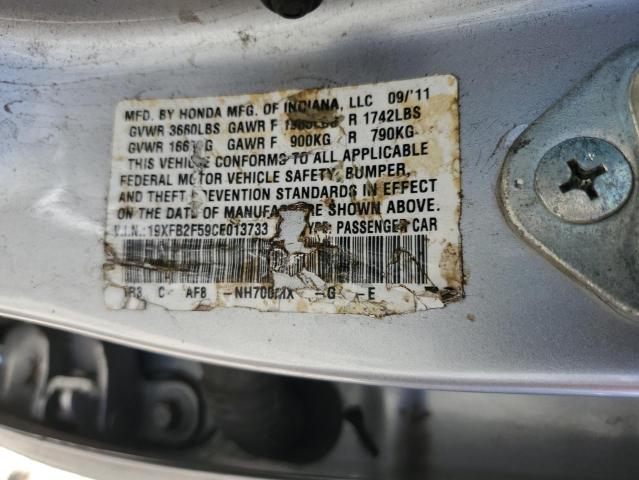 MFD. BY HONDA MFG. OF INDIANA, LLC 09/'11
GVWR 3660LBS GAWR F R 1742LBS
GVWR GAWR F 900KG R 790KG
THIS VEHICLE CONFORMS TO ALL APPLICABLE
FEDERAL MOTOR VEHICLE SAFETY, BUMPER,
AND THEFT PREVENTION STANDARDS IN EFFECT
ON THE DATE OF MANUFACTURE SHOWN ABOVE.
V.I.N.:19XFB2F59CE013733 TYPE: PASSENGER CAR
C AF8 -G -E